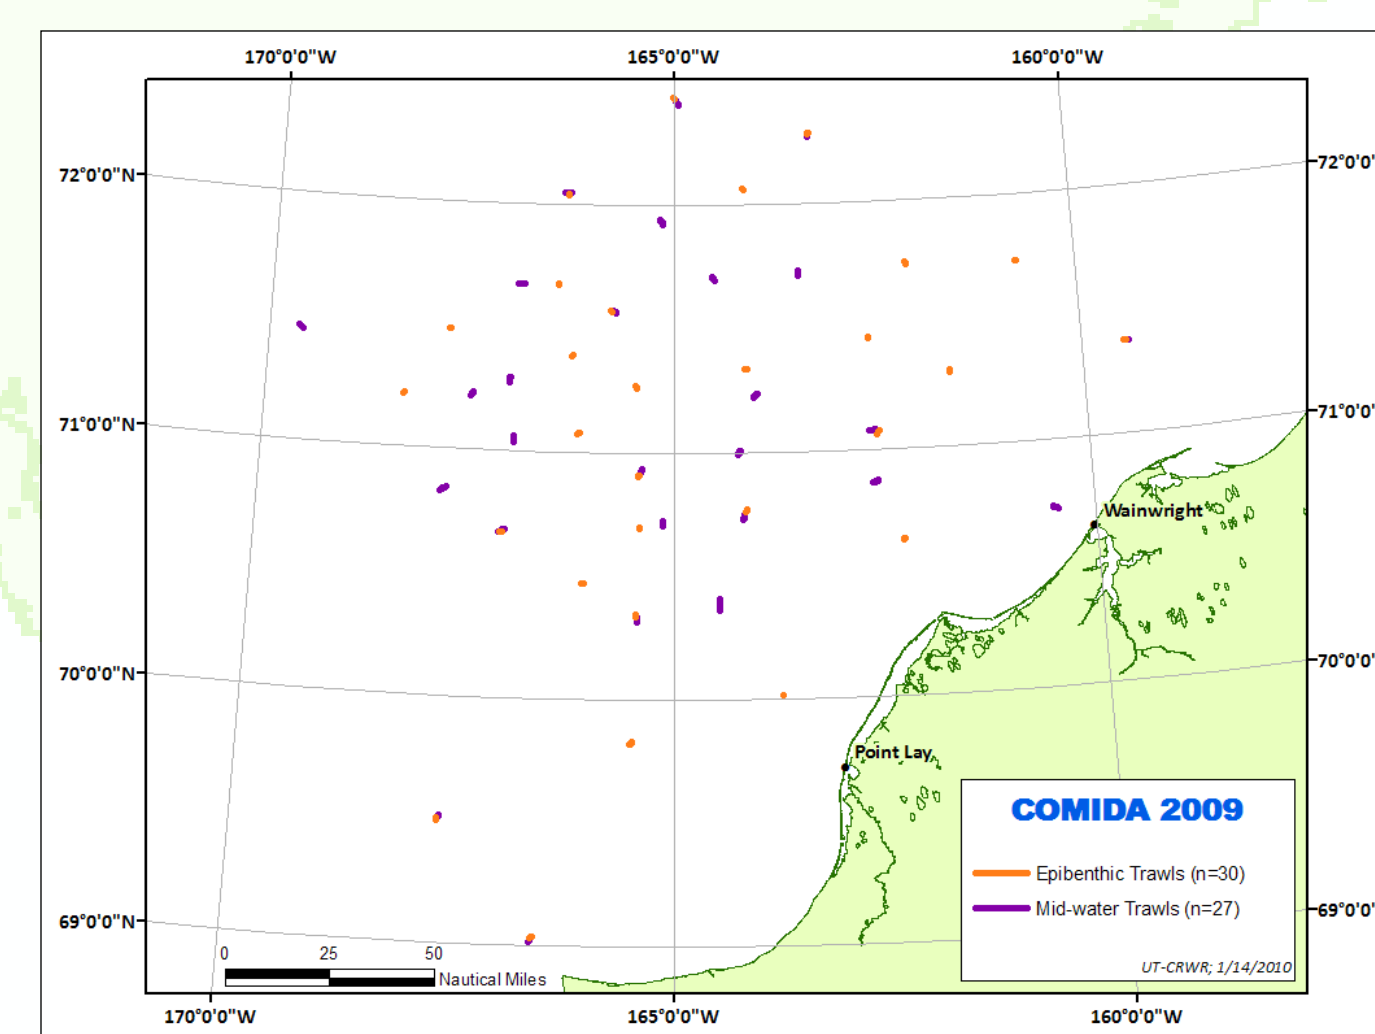 170°0'0"W 165°0'0"W 160°0'0"W
72°0'0"N 72°0'0"
71°0'0"N 71°0'0"
Wainwright
70°0'0"N 70°0'0"
Point Lay
COMIDA 2009
Epibenthic Trawls (n=30)
Mid-water Trawls (n=27)
69°0'0"N 69°0'0"
0 25 50
Nautical Miles
UT-CRWR; 1/14/2010
170°0'0"W 165°0'0"W 160°0'0"W